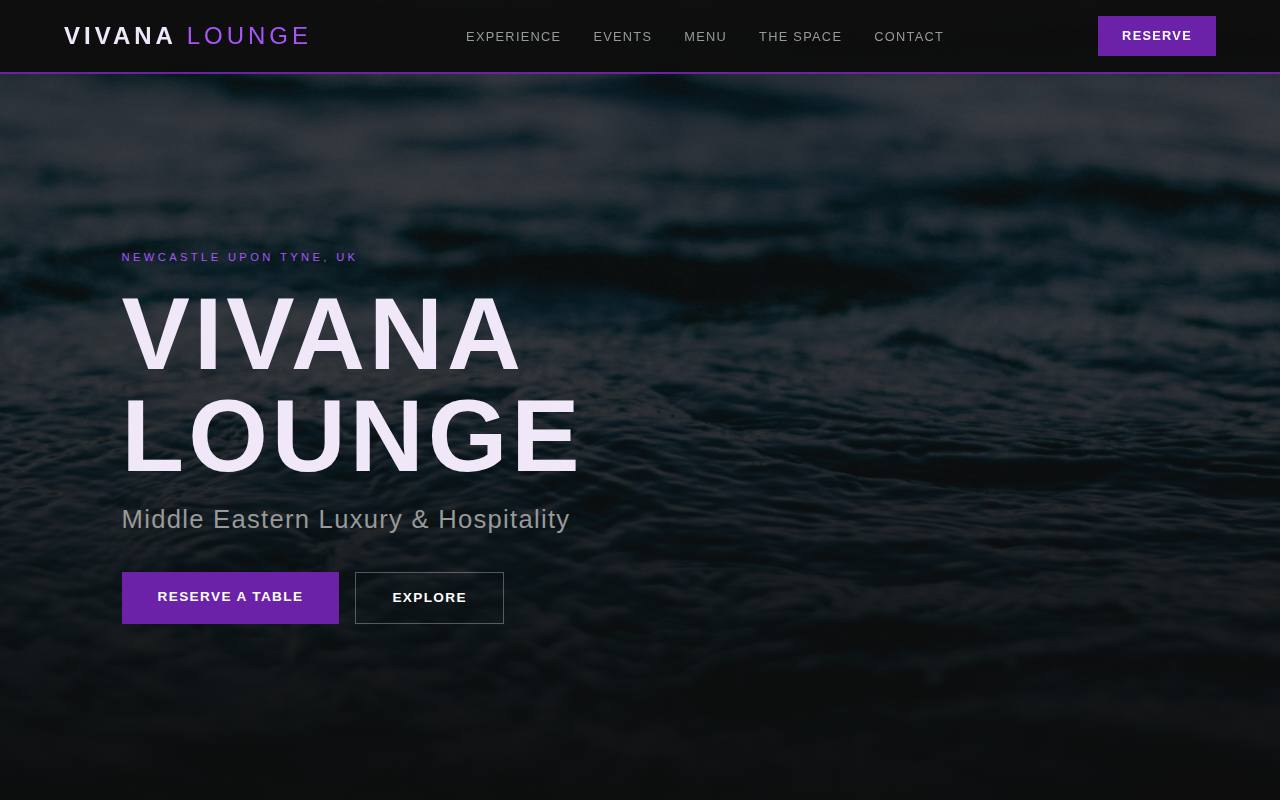 VIVANA LOUNGE
EXPERIENCE EVENTS MENU THE SPACE CONTACT
RESERVE
NEWCASTLE UPON TYNE, UK
VIVANA
LOUNGE
Middle Eastern Luxury & Hospitality
RESERVE A TABLE
EXPLORE